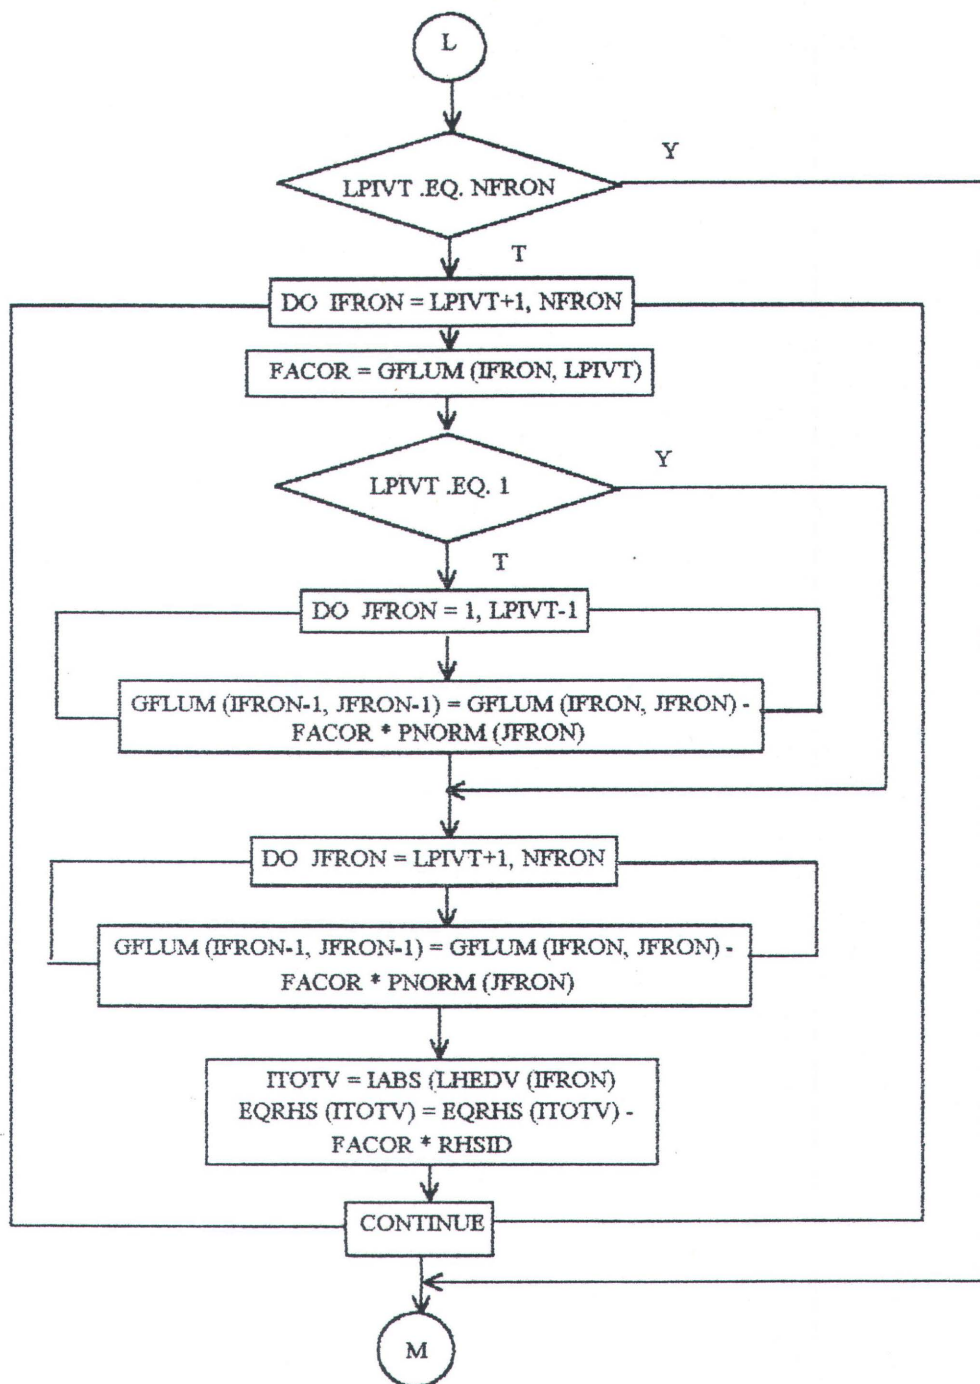 L
Y
LPIVT .EQ. NFRON
T
DO IFRON = LPIVT+1, NFRON
FACOR = GFLUM (IFRON, LPIVT)
Y
LPIVT .EQ. 1
T
DO JFRON = 1, LPIVT-1
GFLUM (IFRON-1, JFRON-1) = GFLUM (IFRON, JFRON) -
FACOR * PNORM (JFRON)
DO JFRON = LPIVT+1, NFRON
GFLUM (IFRON-1, JFRON-1) = GFLUM (IFRON, JFRON) -
FACOR * PNORM (JFRON)
ITOTV = IABS (LHEDV (IFRON)
EQRHS (ITOTV) = EQRHS (ITOTV) -
FACOR * RHSID
CONTINUE
M